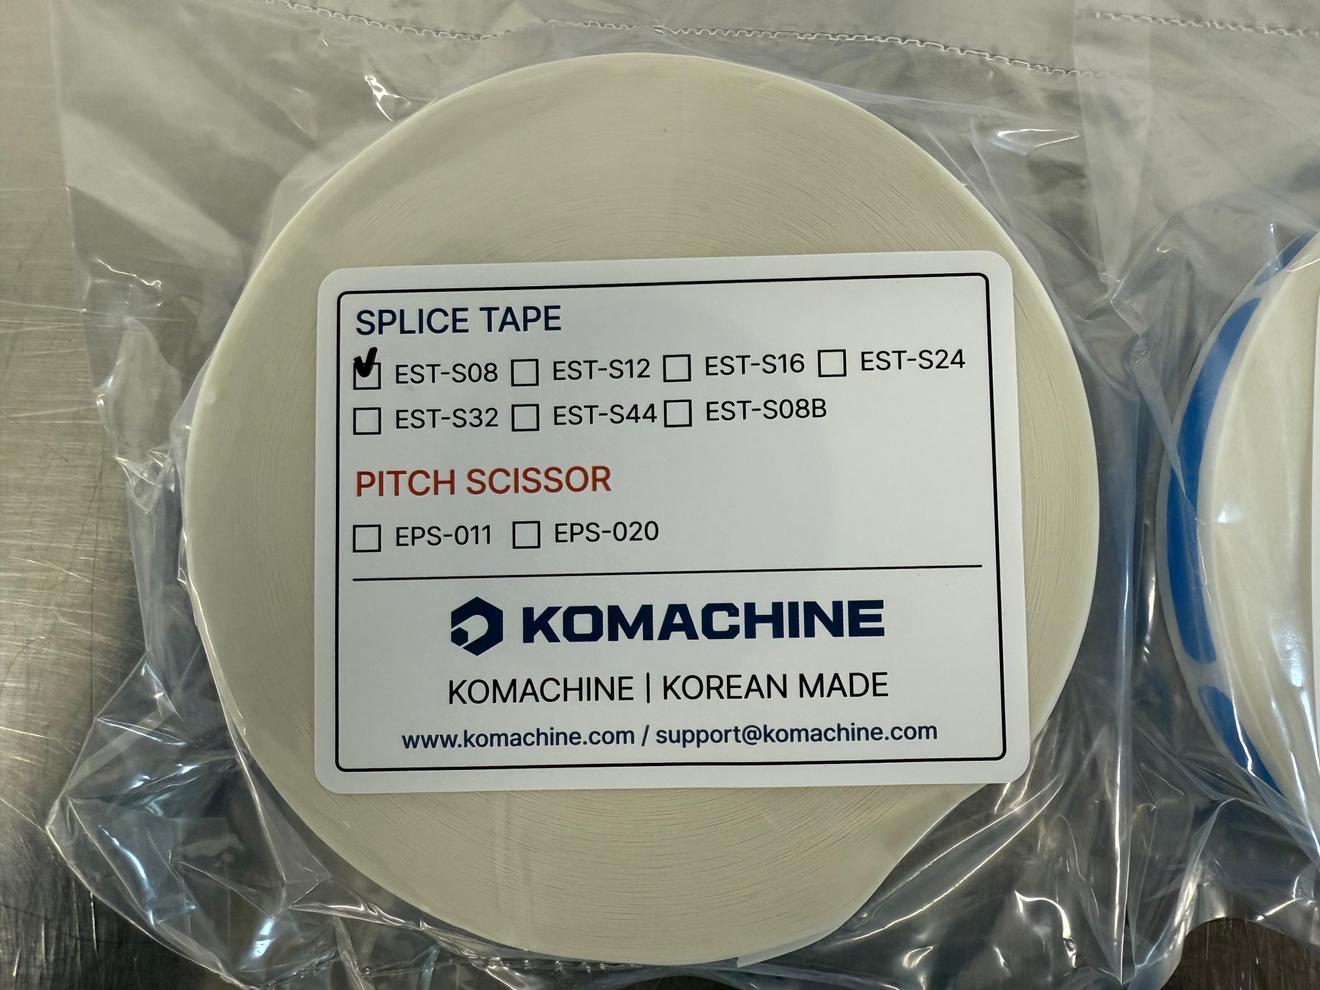 SPLICE TAPE
EST-S08 EST-S12 EST-S16 EST-S24
EST-S32 EST-S44 EST-S08B
PITCH SCISSOR
EPS-011 EPS-020
KOMACHINE
KOMACHINE | KOREAN MADE
www.komachine.com / support@komachine.com